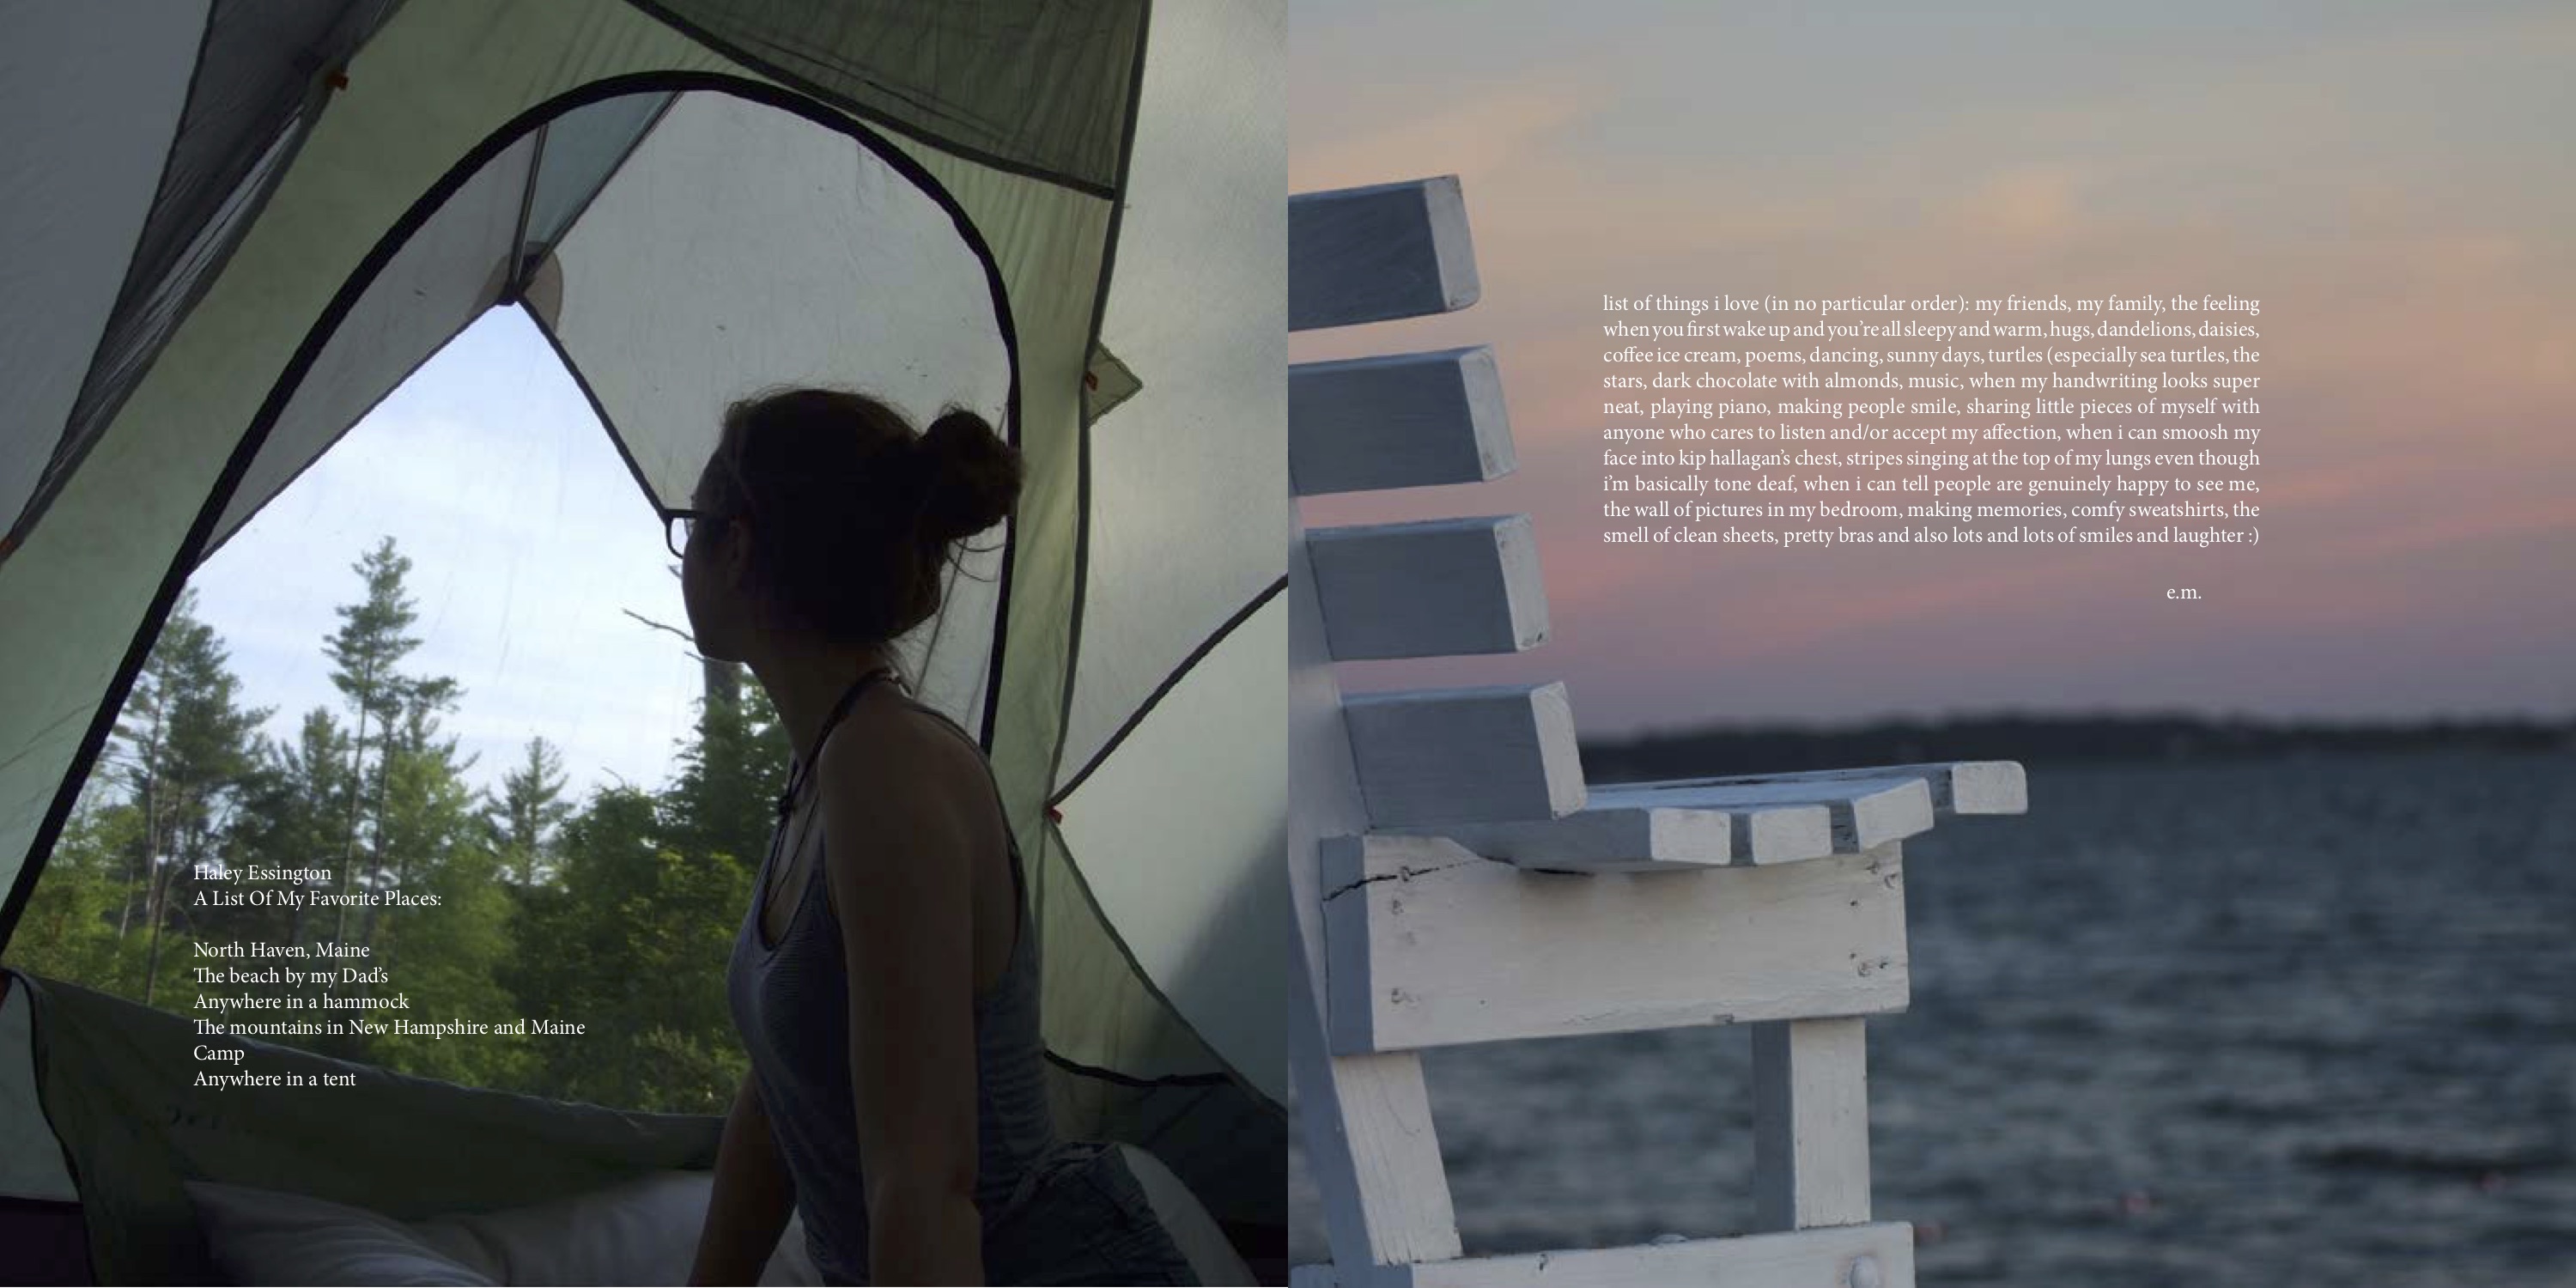 Haley Essington
A List Of My Favorite Places:
North Haven, Maine
The beach by my Dad's
Anywhere in a hammock
The mountains in New Hampshire and Maine
Camp
Anywhere in a tent
list of things i love (in no particular order): my friends, my family, the feeling
when you first wake up and you're all sleepy and warm, hugs, dandelions, daisies,
coffee ice cream, poems, dancing, sunny days, turtles (especially sea turtles, the
stars, dark chocolate with almonds, music, when my handwriting looks super
neat, playing piano, making people smile, sharing little pieces of myself with
anyone who cares to listen and/or accept my affection, when i can smoosh my
face into kip hallagan's chest, stripes singing at the top of my lungs even though
i'm basically tone deaf, when i can tell people are genuinely happy to see me,
the wall of pictures in my bedroom, making memories, comfy sweatshirts, the
smell of clean sheets, pretty bras and also lots and lots of smiles and laughter :)
e.m.